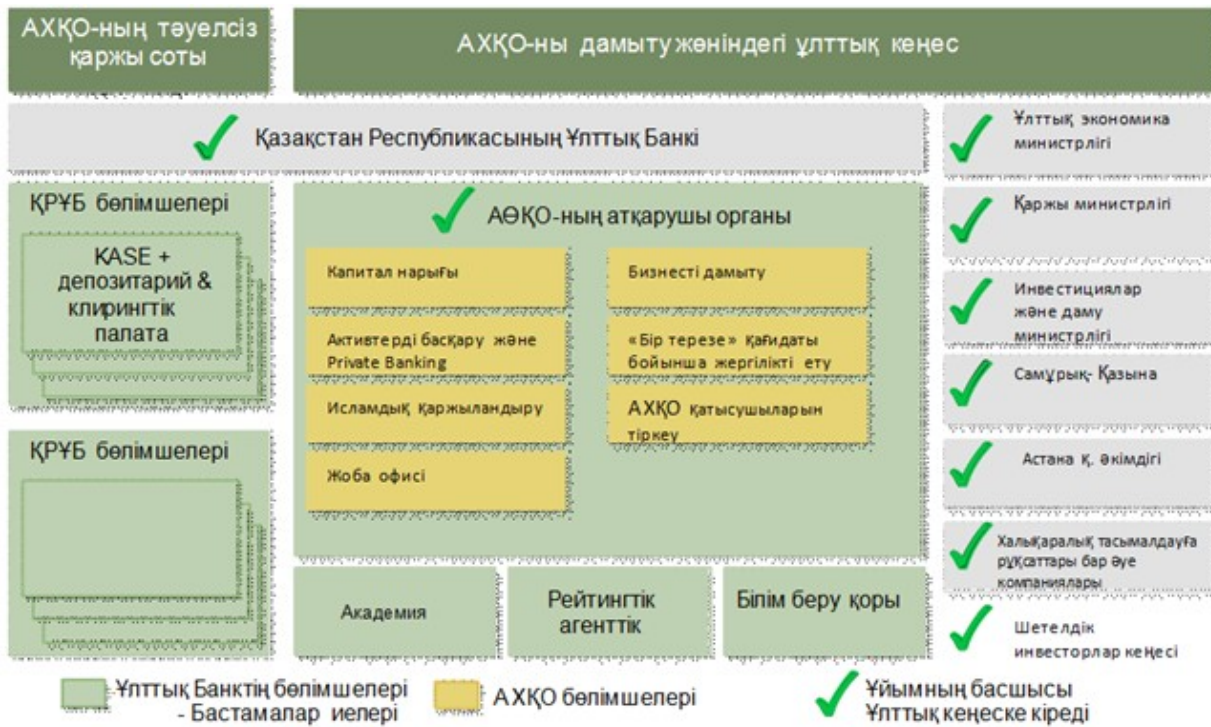 АХҚО-ның тәуелсіз
қаржы соты
АХҚО-ны дамыту жөніндегі ұлттық кеңес
Қазақстан Республикасының Ұлттық Банкі
ҚРҰБ бөлімшелері
KASE +
депозитарий &
клирингтік
палата
ҚРҰБ бөлімшелері
АӨҚО-ның атқарушы органы
Капитал нарығы
Активтерді басқару және
Private Banking
Исламдық қаржыландыру
Жоба офисі
Бизнесті дамыту
«Бір терезе» қағидаты
бойынша жергілікті ету
АХҚО қатысушыларын
тіркеу
Академия
Рейтингтік
агенттік
Білім беру қоры
Ұлттық экономика
министрлігі
Қаржы министрлігі
Инвестициялар
және даму
министрлігі
Самұрық- Қазына
Астана қ. әкімдігі
Халықаралық тасымалдауға
рұқсаттары бар әуе
компаниялары
Шетелдік
инвесторлар кеңесі
Ұлттық Банктің бөлімшелері
- Бастамалар иелері
АХҚО бөлімшелері
Ұйымның басшысы
Ұлттық кеңеске кіреді